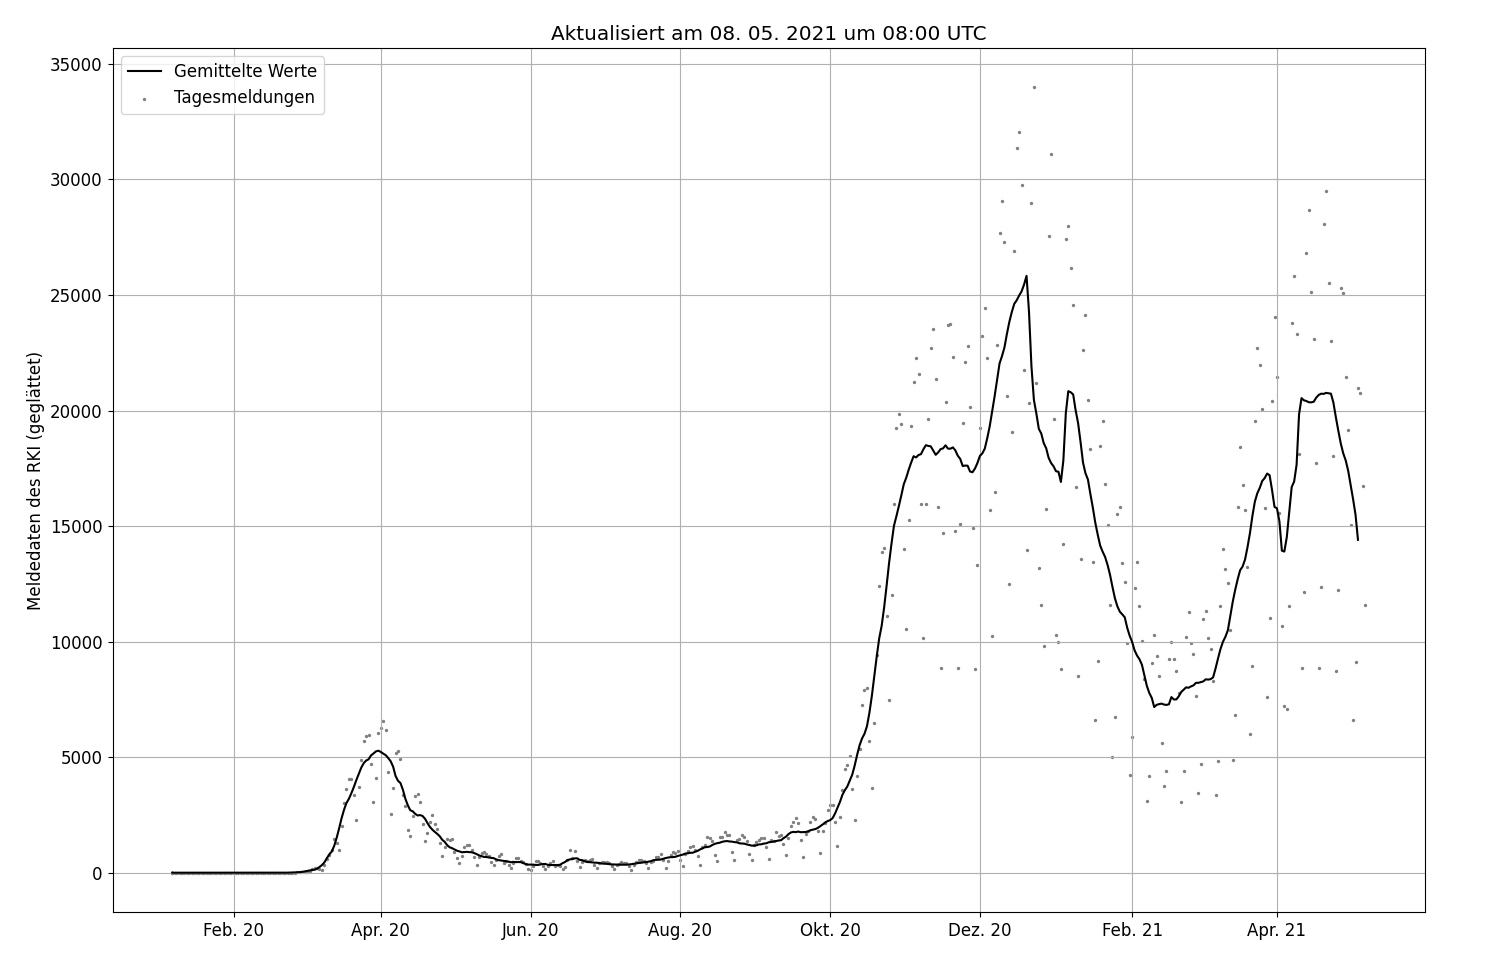 Aktualisiert am 08. 05. 2021 um 08:00 UTC
Gemittelte Werte
Tagesmeldungen
Meldedaten des RKI (geglättet)
35000
30000
25000
20000
15000
10000
5000
0
Feb. 20 Apr. 20 Jun. 20 Aug. 20 Okt. 20 Dez. 20 Feb. 21 Apr. 21